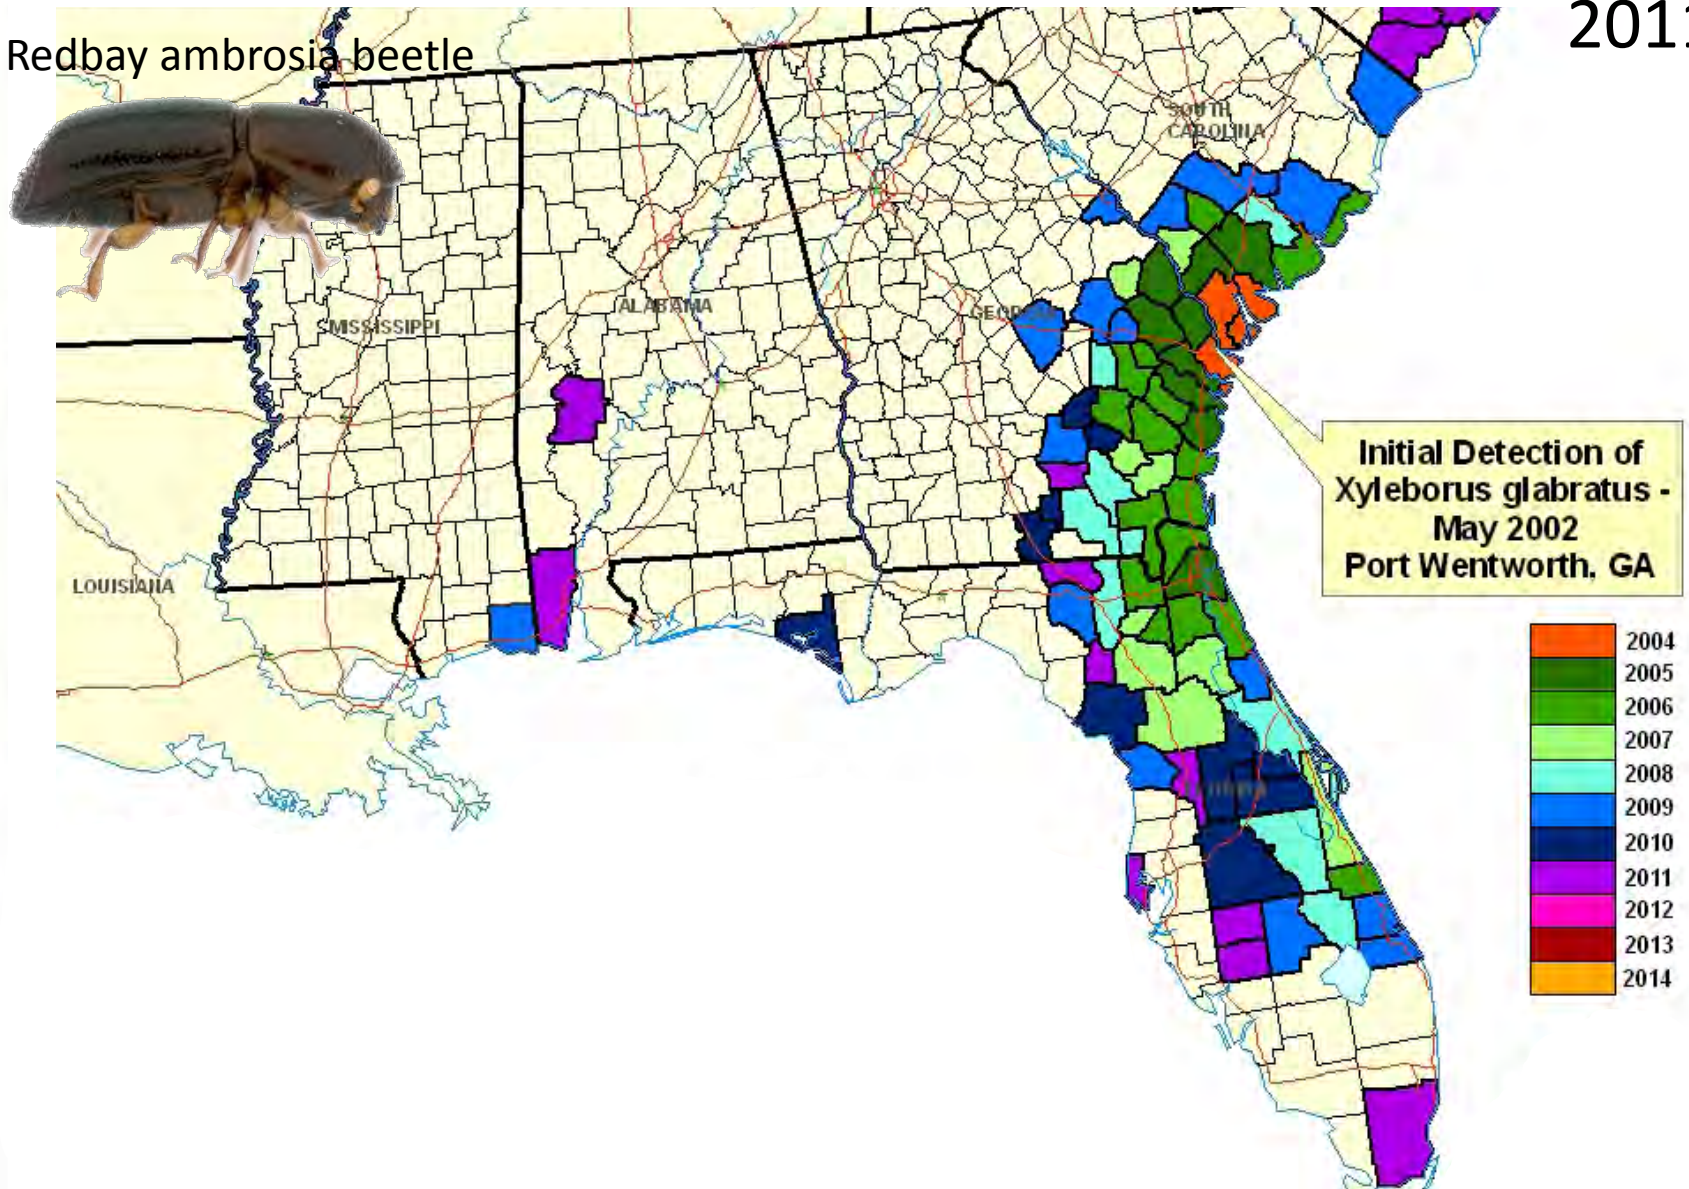 2011
Redbay ambrosia beetle
SOUTH
CAROLINA
MISSISSIPPI
ALABAMA
GEORGIA
LOUISIANA
Initial Detection of
Xyleborus glabratus -
May 2002
Port Wentworth, GA
2004
2005
2006
2007
2008
2009
2010
2011
2012
2013
2014